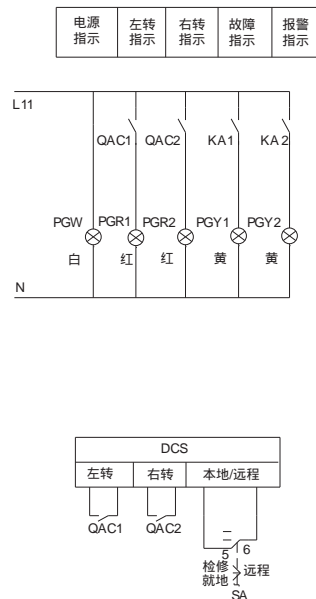 电源 左转 右转 故障 报警
指示 指示 指示 指示 指示
L11
QAC1 QAC2 KA1 KA2
PGW PGR1 PGR2 PGY1 PGY2
白 红 红 黄 黄
N
DCS
左转 右转 本地/远程
QAC1 QAC2
5 6
检修 远程
就地
SA